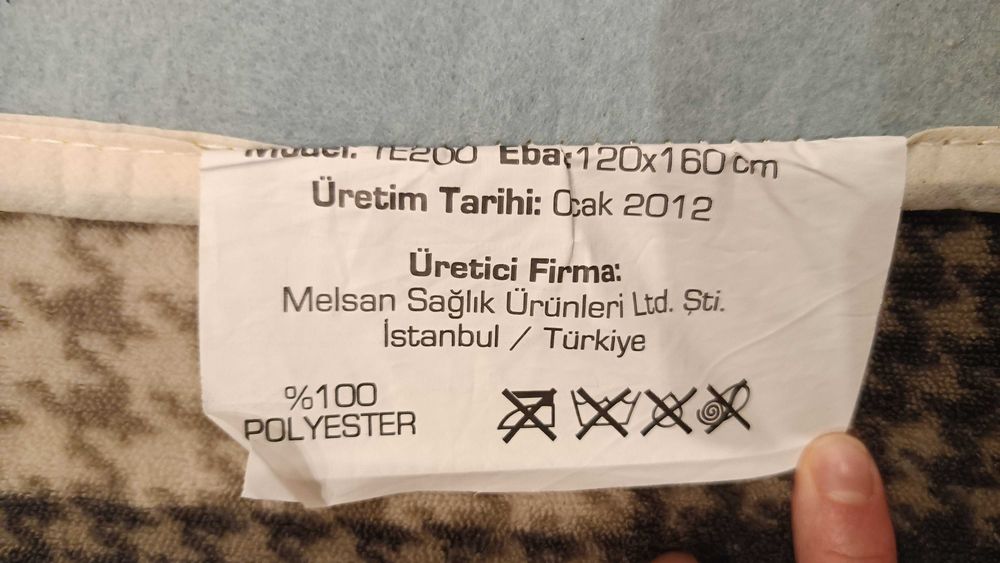 Model: TE200 Eba: 120x160 cm
Üretim Tarihi: Ocak 2012
Üretici Firma:
Melsan Sağlık Ürünleri Ltd. Şti.
İstanbul / Türkiye
%100
POLYESTER